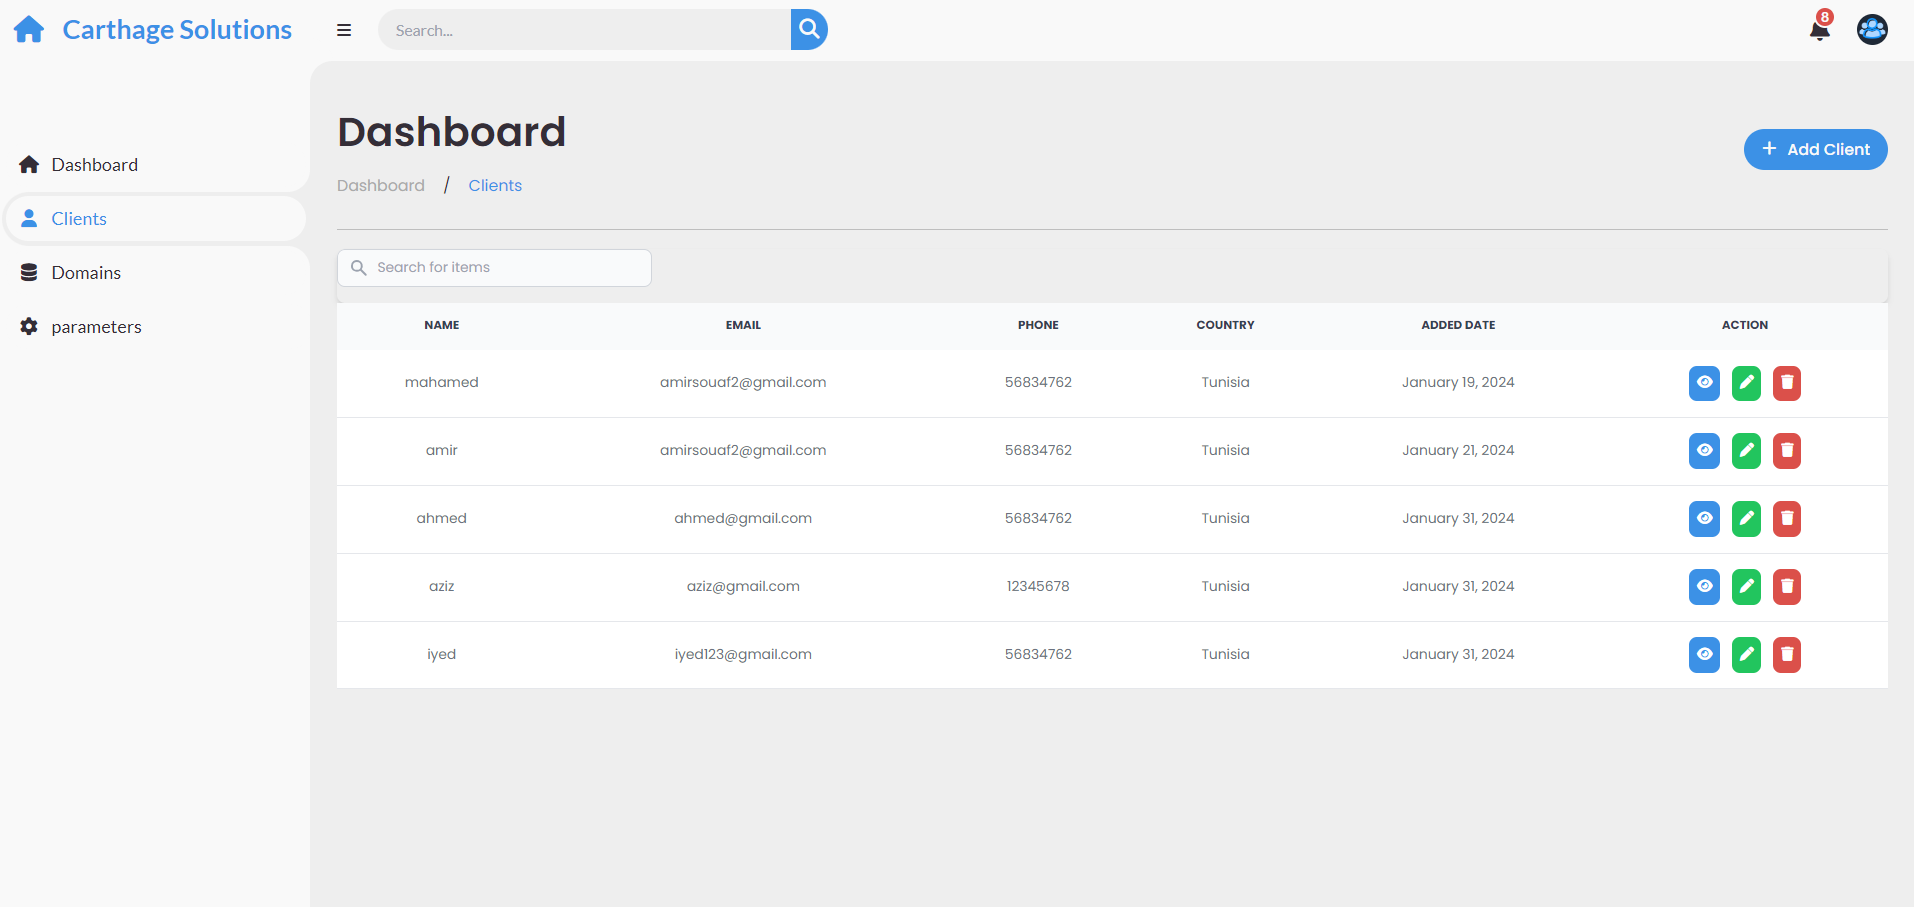 Carthage Solutions
Search...
8
Dashboard
Clients
Domains
parameters
Dashboard
Dashboard / Clients
+ Add Client
Search for items
NAME EMAIL PHONE COUNTRY ADDED DATE ACTION
mahamed amirsouaf2@gmail.com 56834762 Tunisia January 19, 2024
amir amirsouaf2@gmail.com 56834762 Tunisia January 21, 2024
ahmed ahmed@gmail.com 56834762 Tunisia January 31, 2024
aziz aziz@gmail.com 12345678 Tunisia January 31, 2024
iyed iyed123@gmail.com 56834762 Tunisia January 31, 2024